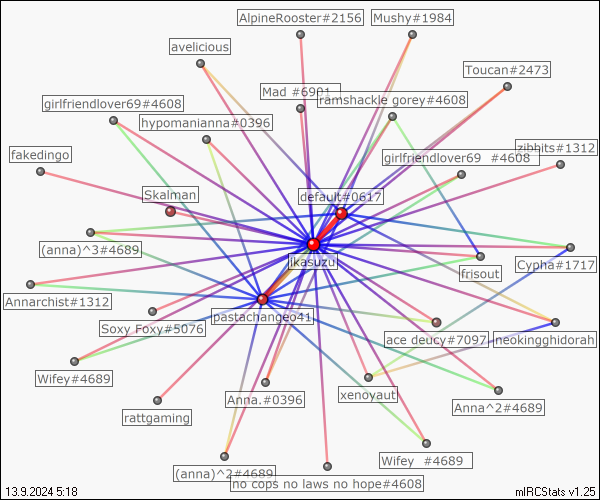 AlpineRooster#2156
Mushy#1984
avelicious
Toucan#2473
Mad #6901
ramshackle gorey#4608
girlfriendlover69#4608
hypomanianna#0396
zibbits#1312
fakedingo
girlfriendlover69 #4608
Skalman
default#0617
(anna)^3#4689
jkasuzu
Cypha#1717
frisout
Annarchist#1312
pastachangeo41
Soxy Foxy#5076
ace deucy#7097
neokingghidorah
Wifey#4689
Anna.#0396
xenoyaut
rattgaming
Anna^2#4689
Wifey #4689
(anna)^2#4689
no cops no laws no hope#4608
13.9.2024 5:18
mIRCStats v1.25